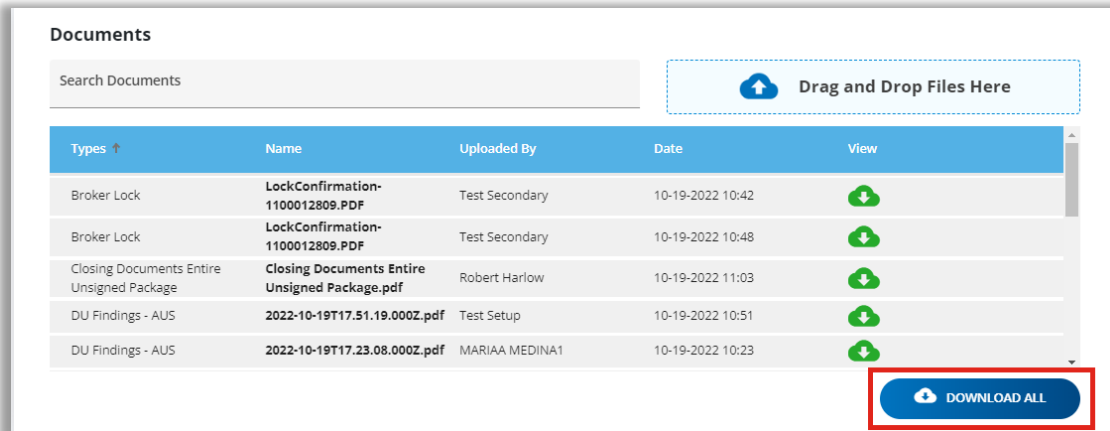 Documents
Search Documents
Drag and Drop Files Here
Types ↑ Name Uploaded By Date View
Broker Lock LockConfirmation-1100012809.PDF Test Secondary 10-19-2022 10:42
Broker Lock LockConfirmation-1100012809.PDF Test Secondary 10-19-2022 10:48
Closing Documents Entire Unsigned Package Closing Documents Entire Unsigned Package.pdf Robert Harlow 10-19-2022 11:03
DU Findings - AUS 2022-10-19T17.51.19.000Z.pdf Test Setup 10-19-2022 10:51
DU Findings - AUS 2022-10-19T17.23.08.000Z.pdf MARIAA MEDINA1 10-19-2022 10:23
DOWNLOAD ALL